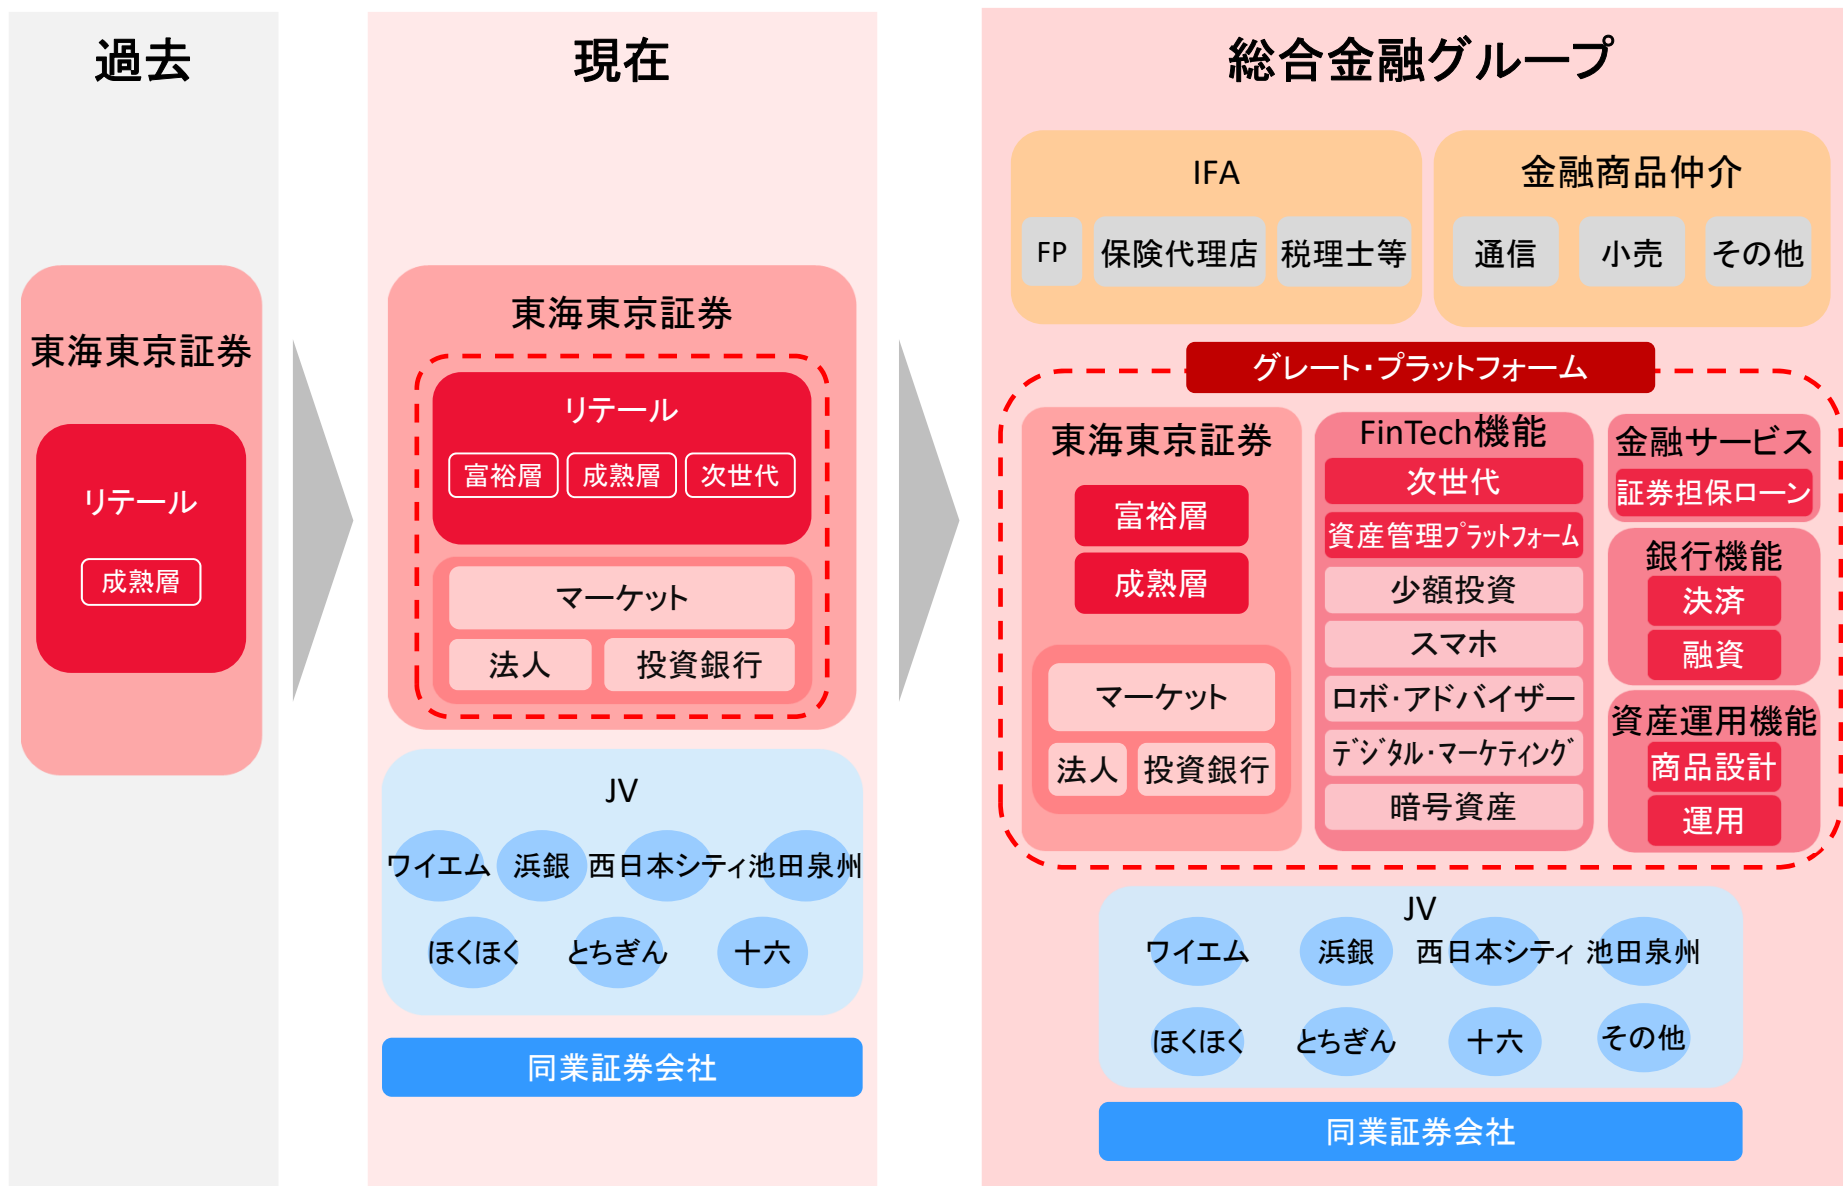 過去
東海東京証券
リテール
成熟層
現在
東海東京証券
リテール
富裕層 成熟層 次世代
マーケット
法人 投資銀行
JV
ワイエム 浜銀 西日本シティ 池田泉州
ほくほく とちぎん 十六
同業証券会社
総合金融グループ
IFA
FP 保険代理店 税理士等
金融商品仲介
通信 小売 その他
グレート・プラットフォーム
東海東京証券
富裕層
成熟層
マーケット
法人 投資銀行
FinTech機能
次世代
資産管理プラットフォーム
少額投資
スマホ
ロボ・アドバイザー
デジタル・マーケティング
暗号資産
金融サービス
証券担保ローン
銀行機能
決済
融資
資産運用機能
商品設計
運用
JV
ワイエム 浜銀 西日本シティ 池田泉州
ほくほく とちぎん 十六 その他
同業証券会社